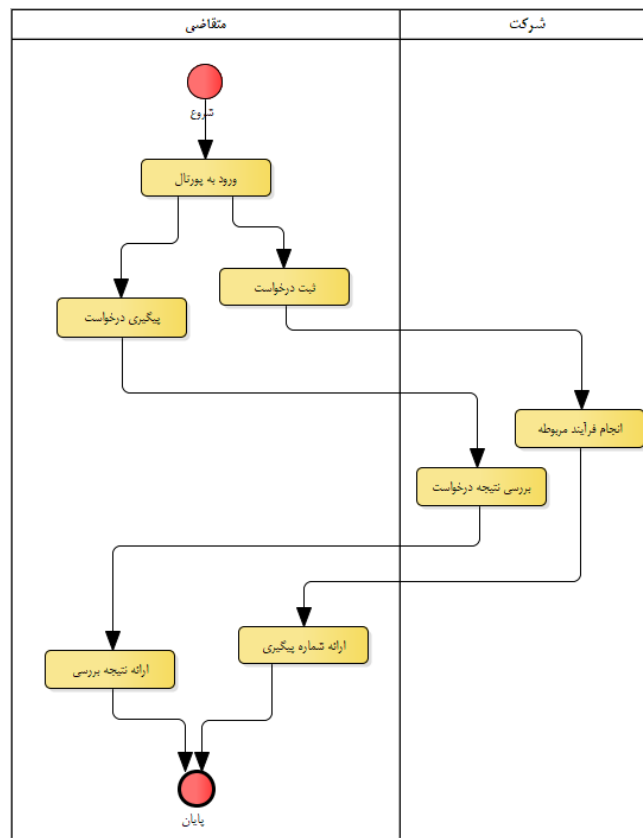 متقاضی
شرکت
شروع
ورود به پورتال
ثبت درخواست
پیگیری درخواست
انجام فرآیند مربوطه
بررسی نتیجه درخواست
ارائه شماره پیگیری
ارائه نتیجه بررسی
پایان